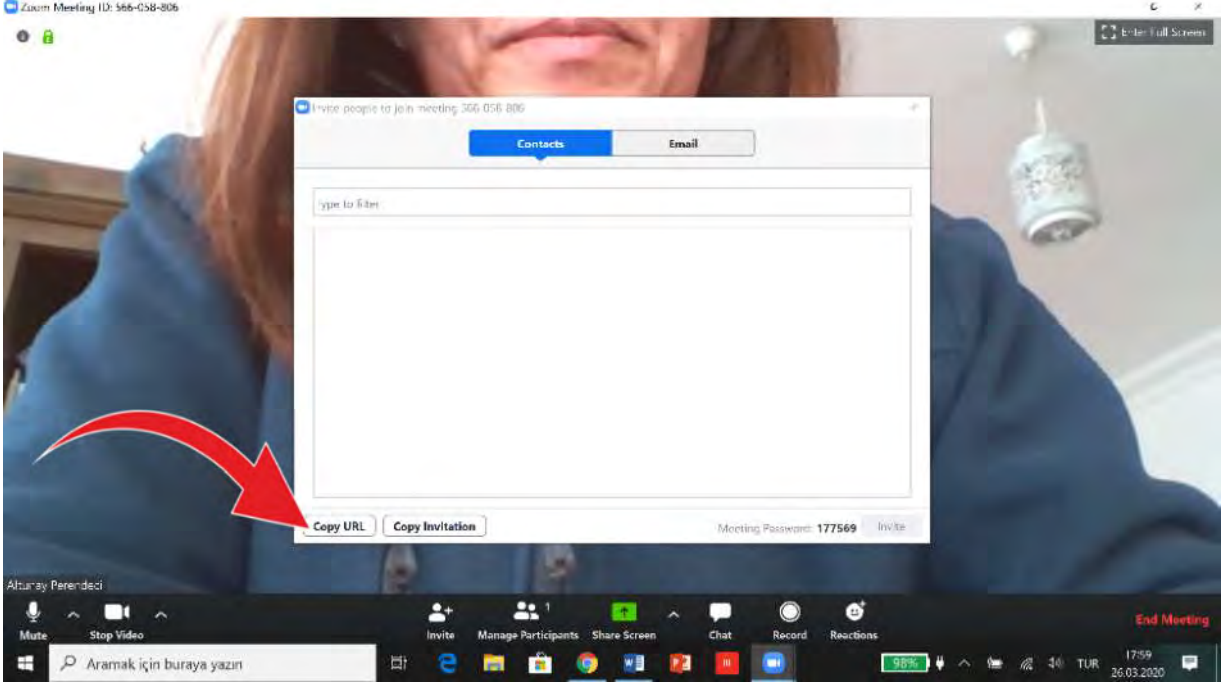 Zoom Meeting ID: 566-058-806
Enter Full Screen
Invite people to join meeting 566-058-806
Contacts
Email
Type to filter
Copy URL
Copy Invitation
Meeting Password: 177569
Invite
Altunay Perendeci
Mute
Stop Video
Invite
Manage Participants
1
Share Screen
Chat
Record
Reactions
End Meeting
Aramak için buraya yazın
98%
TUR
17:59
26.03.2020